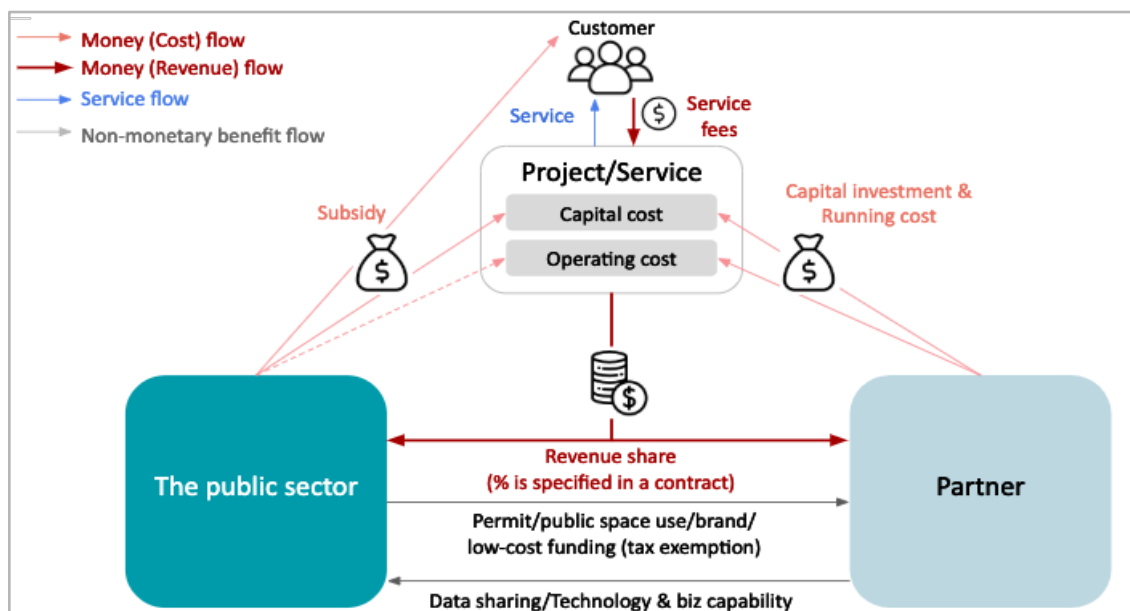 Customer
Money (Cost) flow
Money (Revenue) flow
Service flow
Non-monetary benefit flow
Service
$
Service
fees
Project/Service
Capital cost
Operating cost
Subsidy
$
Capital investment &
Running cost
$
$
Revenue share
(% is specified in a contract)
The public sector
Partner
Permit/public space use/brand/
low-cost funding (tax exemption)
Data sharing/Technology & biz capability